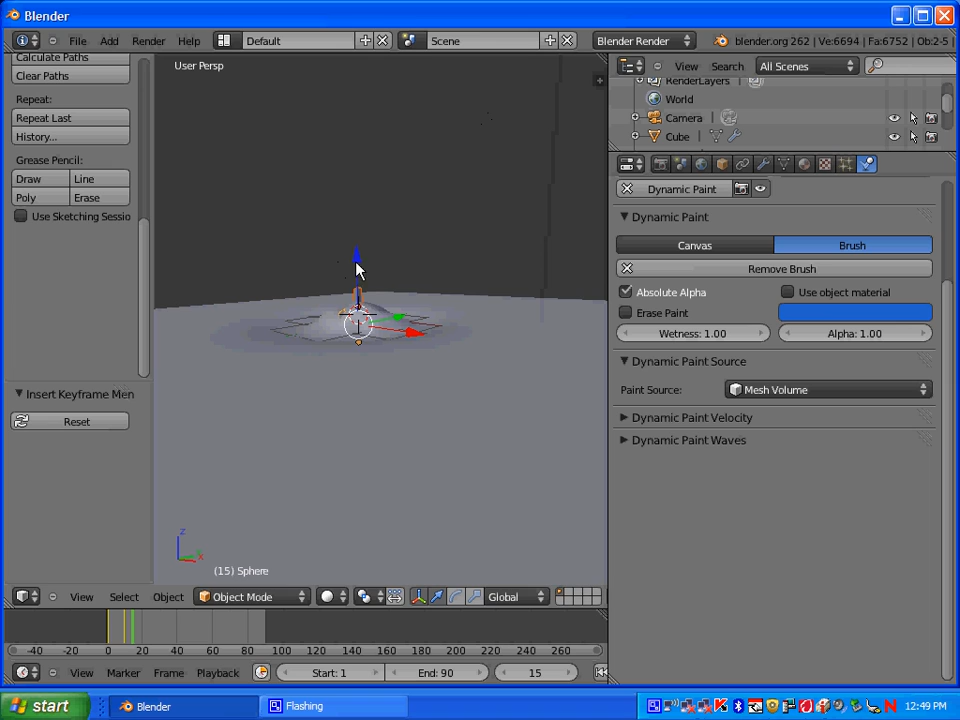 Blender
File Add Render Help Default Scene Blender Render blender.org 262 | Ve:6694 | Fa:6752 | Ob:2-5 |
Calculate Paths
Clear Paths
Repeat:
Repeat Last
History...
Grease Pencil:
Draw Line
Poly Erase
Use Sketching Sessio
Insert Keyframe Men
Reset
User Persp
Z
X
(15) Sphere
View Search All Scenes
RenderLayers
World
Camera
Cube
Dynamic Paint
Dynamic Paint
Canvas Brush
Remove Brush
Absolute Alpha Use object material
Erase Paint
Wetness: 1.00 Alpha: 1.00
Dynamic Paint Source
Paint Source: Mesh Volume
Dynamic Paint Velocity
Dynamic Paint Waves
View Select Object Object Mode Global
-40 -20 0 20 40 60 80 100 120 140 160 180 200 220 240 260
View Marker Frame Playback Start: 1 End: 90 15
start Blender Flashing 12:49 PM